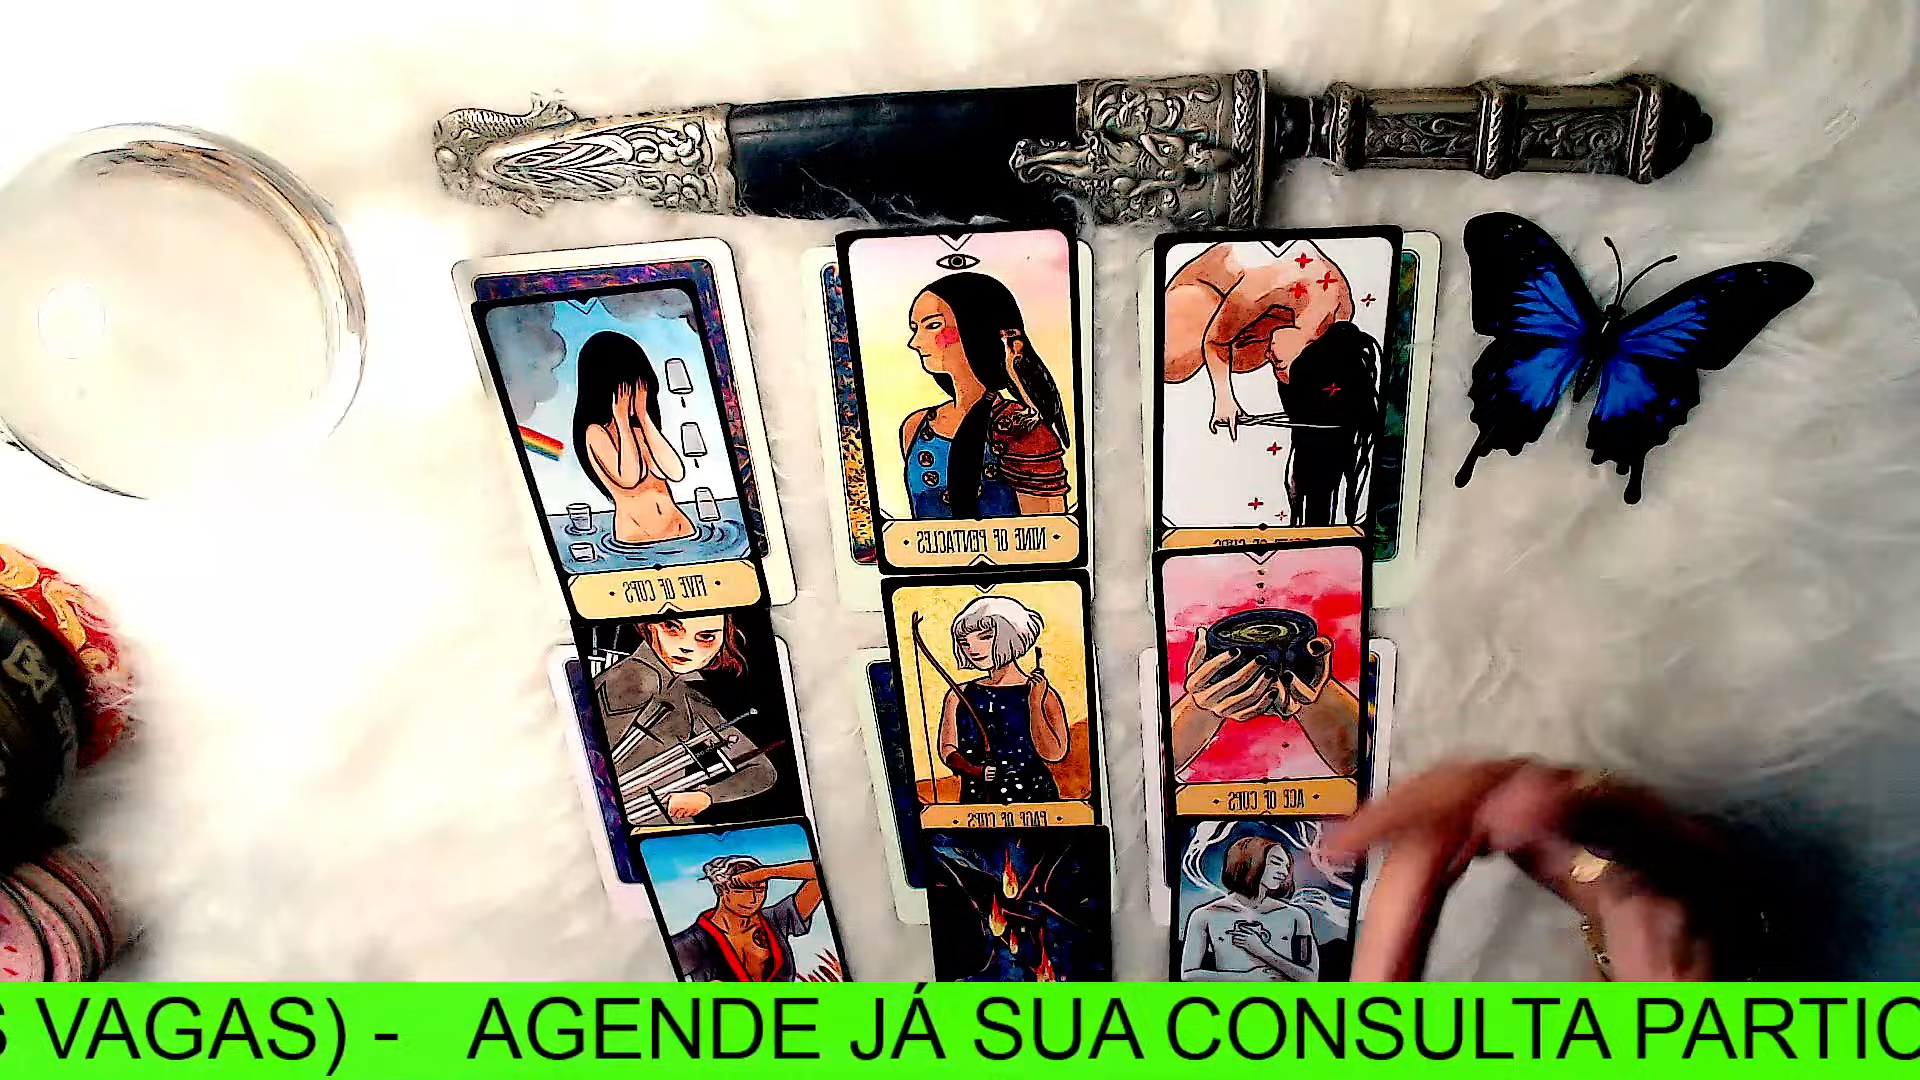 NINE OF PENTACLES
FIVE OF CUPS
ACE OF CUPS
PAGE OF CUPS
VAGAS) - AGENDE JÁ SUA CONSULTA PARTIC